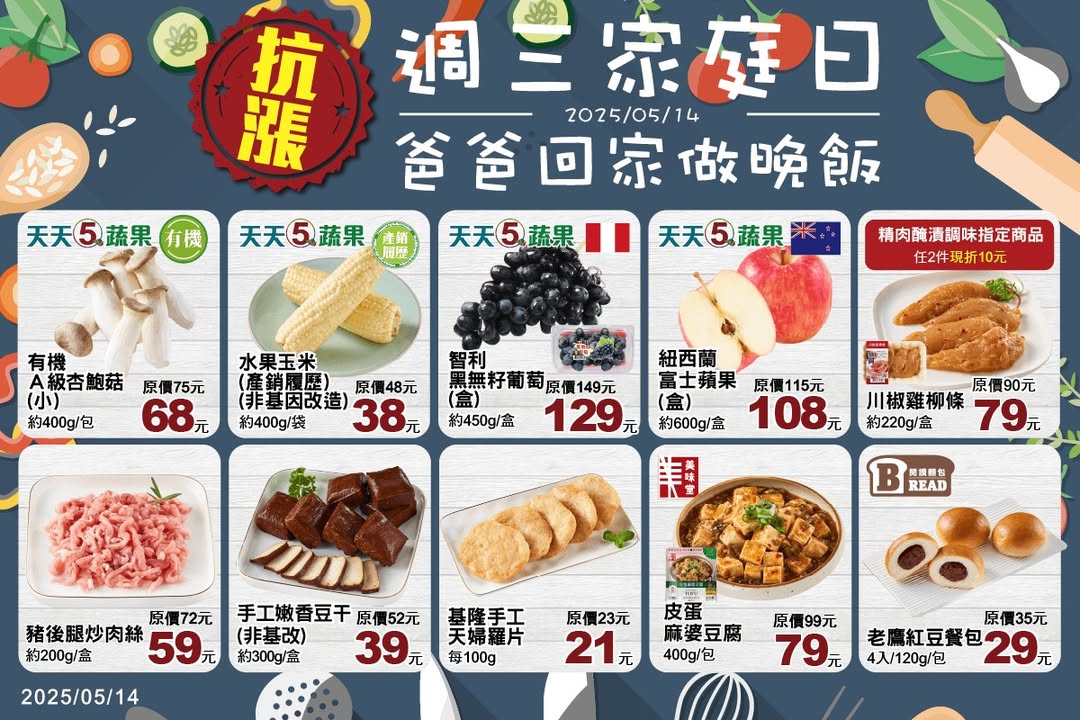 抗
漲
週三家庭日
2025/05/14
爸爸回家做晚飯
天天5蔬果 有機
有機
A級杏鮑菇
(小)
約400g/包
原價75元
68元
天天5蔬果 產銷履歷
水果玉米
(產銷履歷)
(非基因改造)
約400g/袋
原價48元
38元
天天5蔬果
智利
黑無籽葡萄
(盒)
約450g/盒
原價149元
129元
天天5蔬果
紐西蘭
富士蘋果
(盒)
約600g/盒
原價115元
108元
精肉醃漬調味指定商品
任2件現折10元
川椒雞柳條
約220g/盒
原價90元
79元
豬後腿炒肉絲
約200g/盒
原價72元
59元
手工嫩香豆干
(非基改)
約300g/盒
原價52元
39元
基隆手工
天婦羅片
每100g
原價23元
21元
美味堂
皮蛋
麻婆豆腐
400g/包
原價99元
79元
B 閱讀麵包
READ
老鷹紅豆餐包
4入/120g/包
原價35元
29元
2025/05/14